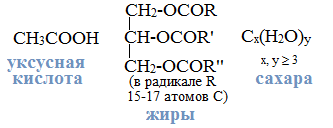 CH₂-OCOR
CH₃COOH CH-OCOR' Cₓ(H₂O)ᵧ
x, y ≥ 3
уксусная
кислота
CH₂-OCOR" сахара
(в радикале R
15-17 атомов С)
жиры